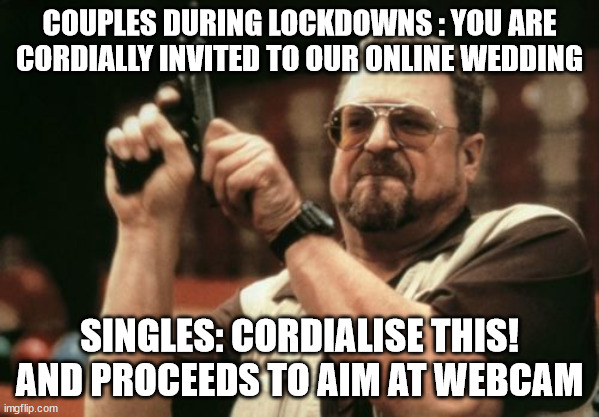 COUPLES DURING LOCKDOWNS : YOU ARE
CORDIALLY INVITED TO OUR ONLINE WEDDING
SINGLES: CORDIALISE THIS!
AND PROCEEDS TO AIM AT WEBCAM
imgflip.com